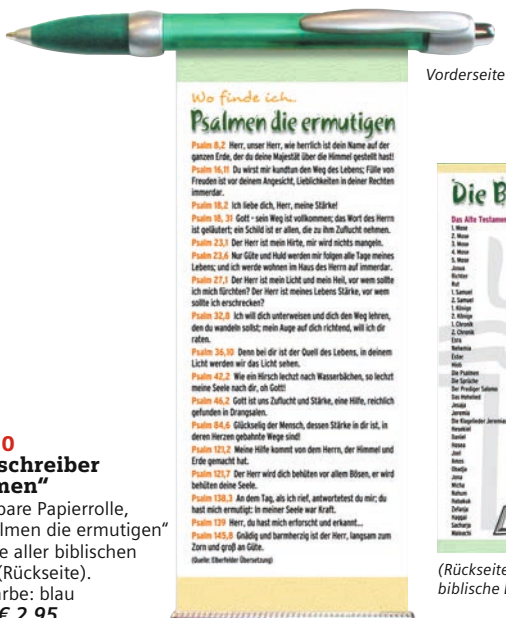 Vorderseite
Wo finde ich...
Psalmen die ermutigen
Psalm 8,2 Herr, unser Herr, wie herrlich ist dein Name auf der
ganzen Erde, der du deine Majestät über die Himmel gestellt hast!
Psalm 16,11 Du wirst mir kundtun den Weg des Lebens; Fülle von
Freuden ist vor deinem Angesicht, Lieblichkeiten in deiner Rechten
immerdar.
Psalm 18,2 Ich liebe dich, Herr, meine Stärke!
Psalm 18, 31 Gott - sein Weg ist vollkommen; das Wort des Herrn
ist geläutert; ein Schild ist er allen, die zu ihm Zuflucht nehmen.
Psalm 23,1 Der Herr ist mein Hirte, mir wird nichts mangeln.
Psalm 23,6 Nur Güte und Huld werden mir folgen alle Tage meines
Lebens; und ich werde wohnen im Haus des Herrn auf immerdar.
Psalm 27,1 Der Herr ist mein Licht und mein Heil, vor wem sollte
ich mich fürchten? Der Herr ist meines Lebens Stärke, vor wem
sollte ich erschrecken?
Psalm 32,8 Ich will dich unterweisen und dich den Weg lehren,
den du wandeln sollst; mein Auge auf dich richtend, will ich dir
raten.
Psalm 36,10 Denn bei dir ist der Quell des Lebens, in deinem
Licht werden wir das Licht sehen.
Psalm 42,2 Wie ein Hirsch lechzt nach Wasserbächen, so lechzt
meine Seele nach dir, oh Gott!
Psalm 46,2 Gott ist uns Zuflucht und Stärke, eine Hilfe, reichlich
gefunden in Drangsalen.
Psalm 84,6 Glückselig der Mensch, dessen Stärke in dir ist, in
deren Herzen gebahnte Wege sind!
Psalm 121,2 Meine Hilfe kommt von dem Herrn, der Himmel und
Erde gemacht hat.
Psalm 121,7 Der Herr wird dich behüten vor allem Bösen, er wird
behüten deine Seele.
Psalm 138,3 An dem Tag, als ich rief, antwortetest du mir; du
hast mich ermutigt: In meiner Seele war Kraft.
Psalm 139 Herr, du hast mich erforscht und erkannt...
Psalm 145,8 Gnädig und barmherzig ist der Herr, langsam zum
Zorn und groß an Güte.
(Quelle: Elberfelder Übersetzung)
Die B
Das Alte Testamen
1. Mose
2. Mose
3. Mose
4. Mose
5. Mose
Josua
Richter
Rut
1. Samuel
2. Samuel
1. Könige
2. Könige
1. Chronik
2. Chronik
Esra
Nehemia
Ester
Hiob
Die Psalmen
Die Sprüche
Der Prediger Salomo
Das Hohelied
Jesaja
Jeremia
Die Klagelieder Jeremias
Hesekiel
Daniel
Hosea
Joel
Amos
Obadja
Jona
Micha
Nahum
Habakuk
Zefanja
Haggai
Sacharja
Maleachi
(Rückseite
biblische
0
schreiber
men“
bare Papierrolle,
lmen die ermutigen“
e aller biblischen
(Rückseite).
arbe: blau
€ 2,95